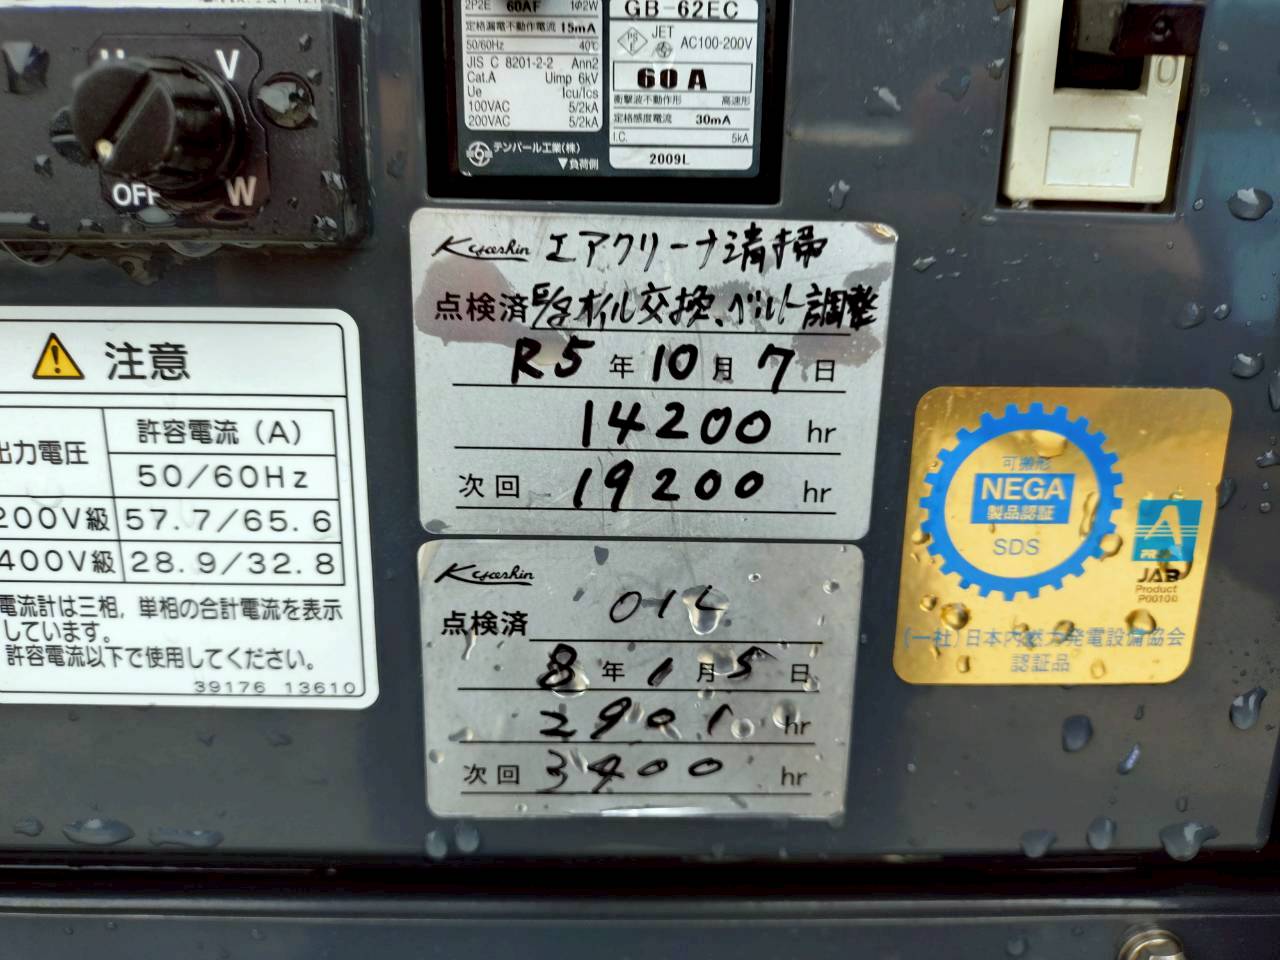 V
OFF
W
2P2E 60AF 1φ2W
定格漏電不動作電流 15mA
50/60Hz 40℃
JIS C 8201-2-2 Ann2
Cat.A Uimp 6kV
Ue Icu/Ics
100VAC 5/2kA
200VAC 5/2kA
テンパール工業(株)
▼負荷側
GB-62EC
PSE JET AC100-200V
60A
衝撃波不動作形 高速形
定格感度電流 30mA
I.C. 5kA
2009L
Kyoshin エアクリーナ清掃
点検済 E/gオイル交換、ベルト調整
R5年10月7日
14200 hr
次回 19200 hr
Kyoshin
点検済 OIL
8年1月5日
2901 hr
次回 3400 hr
注意
出力電圧 許容電流(A)
50/60Hz
200V級 57.7/65.6
400V級 28.9/32.8
電流計は三相,単相の合計電流を表示
しています。
許容電流以下で使用してください。
39176 13610
可搬形
NEGA
製品認証
SDS
JAB
Product
P00100
(一社)日本内燃力発電設備協会
認証品